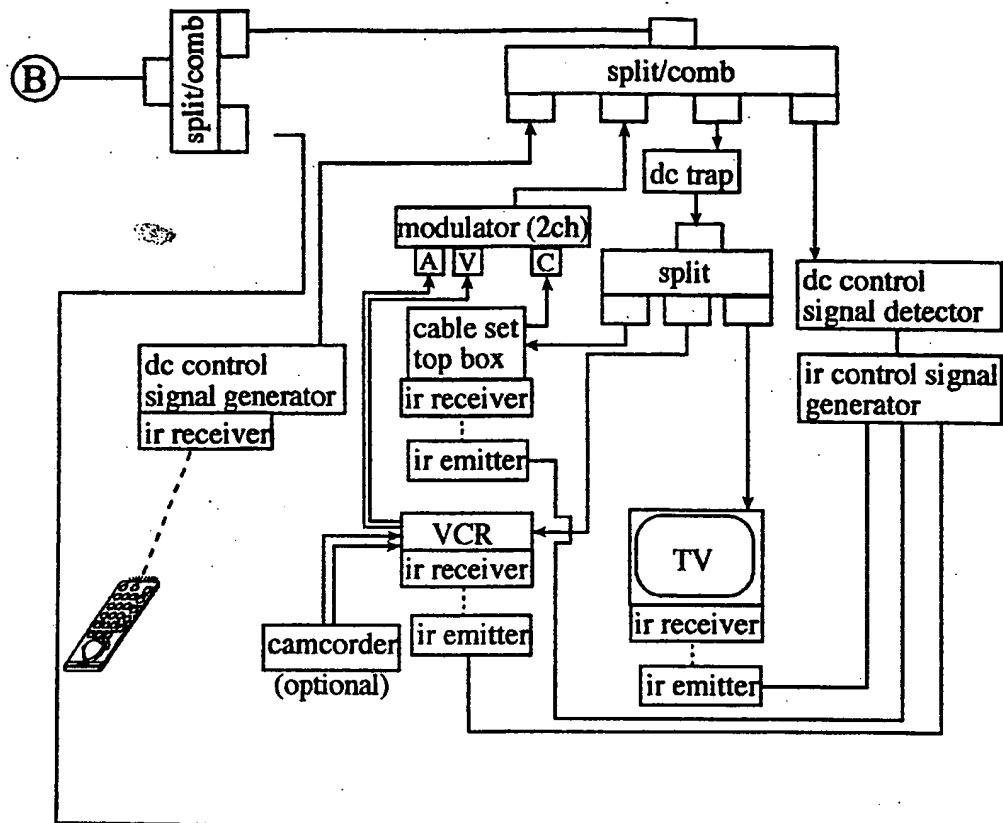 B
split/comb
split/comb
dc trap
modulator (2ch)
A V C
split
dc control
signal detector
cable set
top box
ir receiver
ir control signal
generator
dc control
signal generator
ir receiver
ir emitter
VCR
ir receiver
TV
ir receiver
ir emitter
camcorder
(optional)
ir emitter